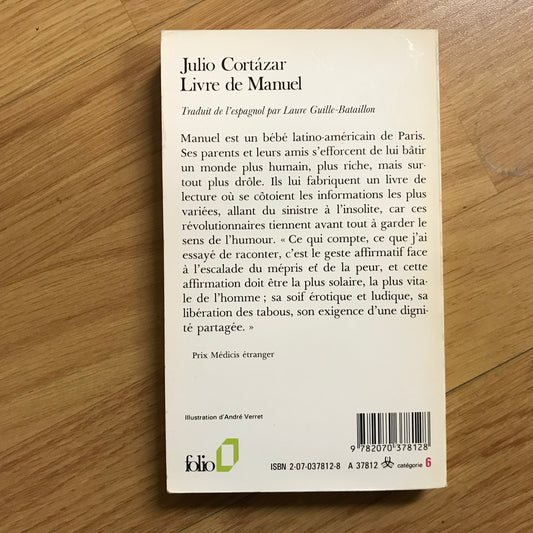 Julio Cortázar
Livre de Manuel
Traduit de l'espagnol par Laure Guille-Bataillon
Manuel est un bébé latino-américain de Paris.
Ses parents et leurs amis s'efforcent de lui bâtir
un monde plus humain, plus riche, mais sur-
tout plus drôle. Ils lui fabriquent un livre de
lecture où se côtoient les informations les plus
variées, allant du sinistre à l'insolite, car ces
révolutionnaires tiennent avant tout à garder le
sens de l'humour. « Ce qui compte, ce que j'ai
essayé de raconter, c'est le geste affirmatif face
à l'escalade du mépris et de la peur, et cette
affirmation doit être la plus solaire, la plus vita-
le de l'homme ; sa soif érotique et ludique, sa
libération des tabous, son exigence d'une digni-
té partagée. »
Prix Médicis étranger
Illustration d'André Verret
9 782070 378128
folio
ISBN 2-07-037812-8 A 37812 catégorie 6